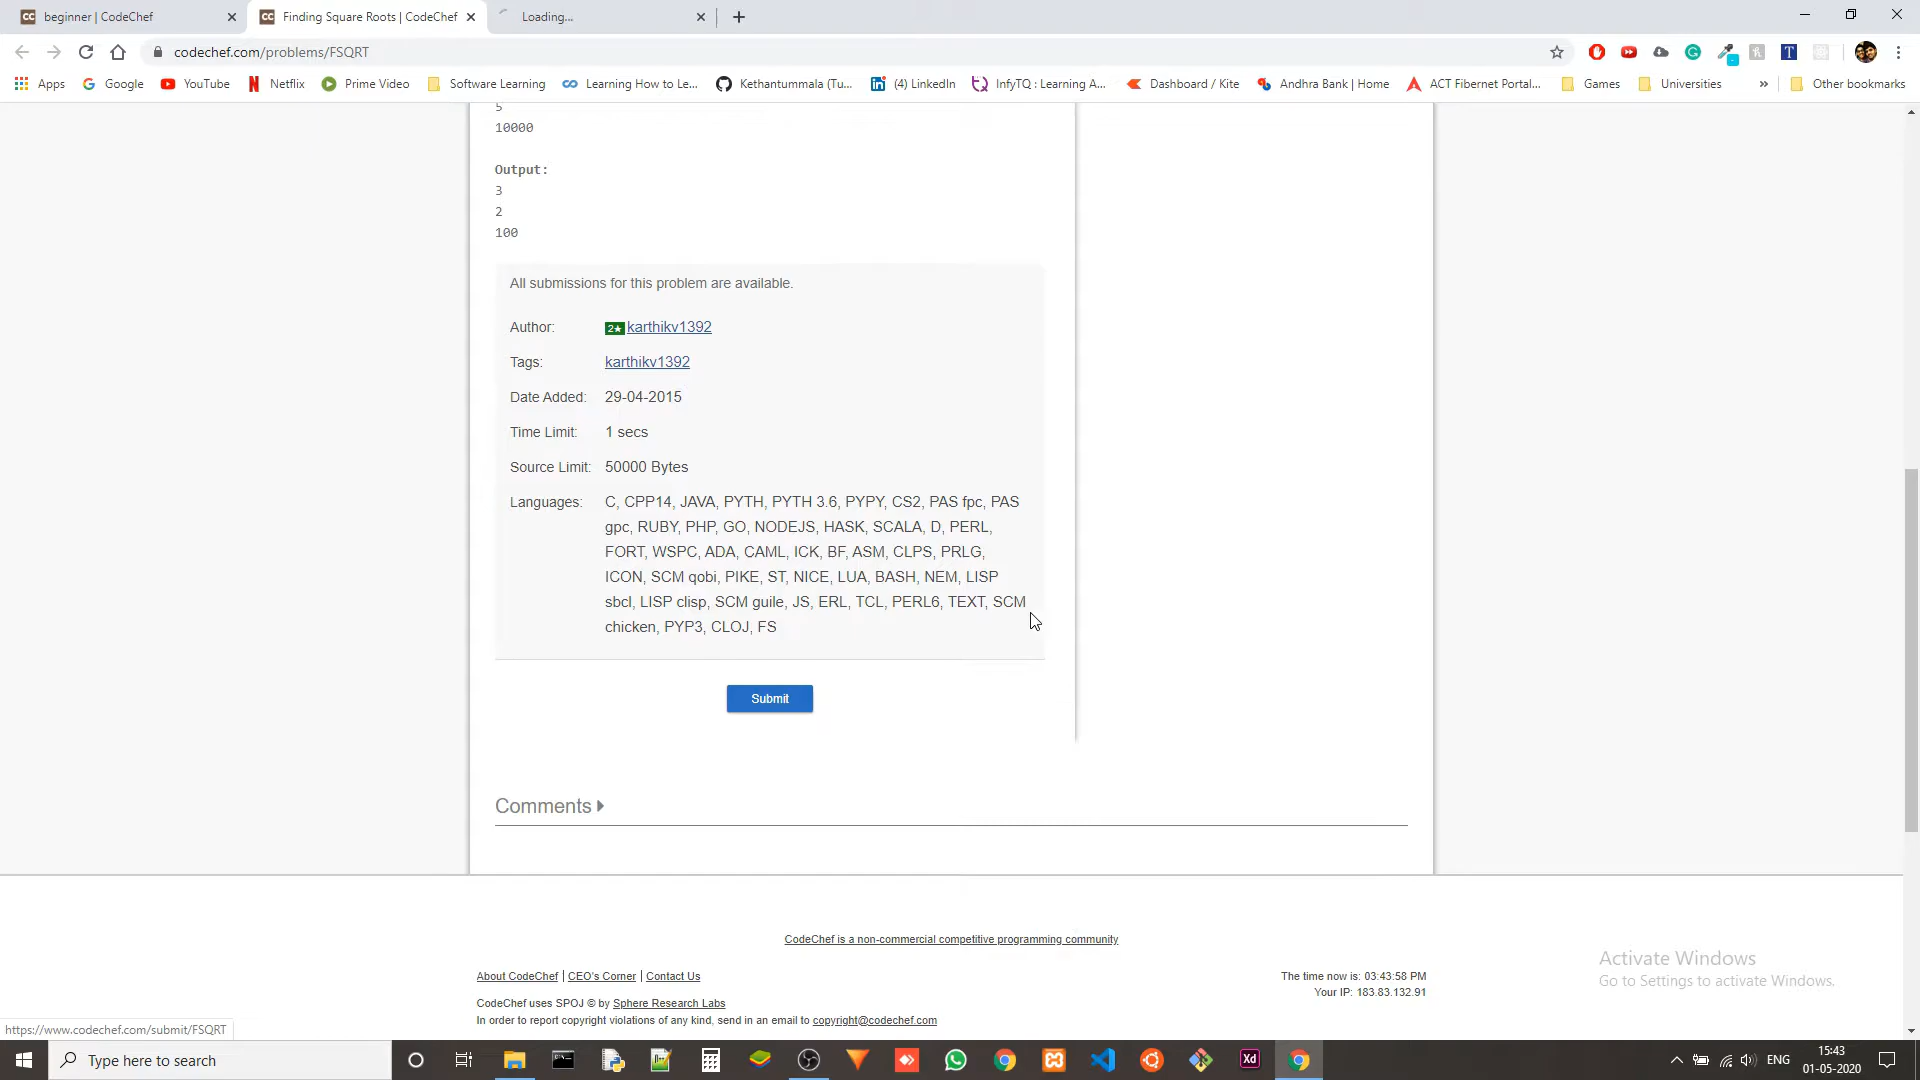 beginner | CodeChef
Finding Square Roots | CodeChef
Loading...
codechef.com/problems/FSQRT
Apps
Google
YouTube
Netflix
Prime Video
Software Learning
Learning How to Le...
Kethantummala (Tu...
(4) LinkedIn
InfyTQ : Learning A...
Dashboard / Kite
Andhra Bank | Home
ACT Fibernet Portal...
Games
Universities
»
Other bookmarks
5
10000
Output:
3
2
100
All submissions for this problem are available.
Author: 2★ karthikv1392
Tags: karthikv1392
Date Added: 29-04-2015
Time Limit: 1 secs
Source Limit: 50000 Bytes
Languages: C, CPP14, JAVA, PYTH, PYTH 3.6, PYPY, CS2, PAS fpc, PAS
gpc, RUBY, PHP, GO, NODEJS, HASK, SCALA, D, PERL,
FORT, WSPC, ADA, CAML, ICK, BF, ASM, CLPS, PRLG,
ICON, SCM qobi, PIKE, ST, NICE, LUA, BASH, NEM, LISP
sbcl, LISP clisp, SCM guile, JS, ERL, TCL, PERL6, TEXT, SCM
chicken, PYP3, CLOJ, FS
Submit
Comments
CodeChef is a non-commercial competitive programming community
About CodeChef | CEO's Corner | Contact Us
The time now is: 03:43:58 PM
Your IP: 183.83.132.91
CodeChef uses SPOJ © by Sphere Research Labs
In order to report copyright violations of any kind, send in an email to copyright@codechef.com
Activate Windows
Go to Settings to activate Windows.
https://www.codechef.com/submit/FSQRT
Type here to search
Xd
ENG
15:43
01-05-2020